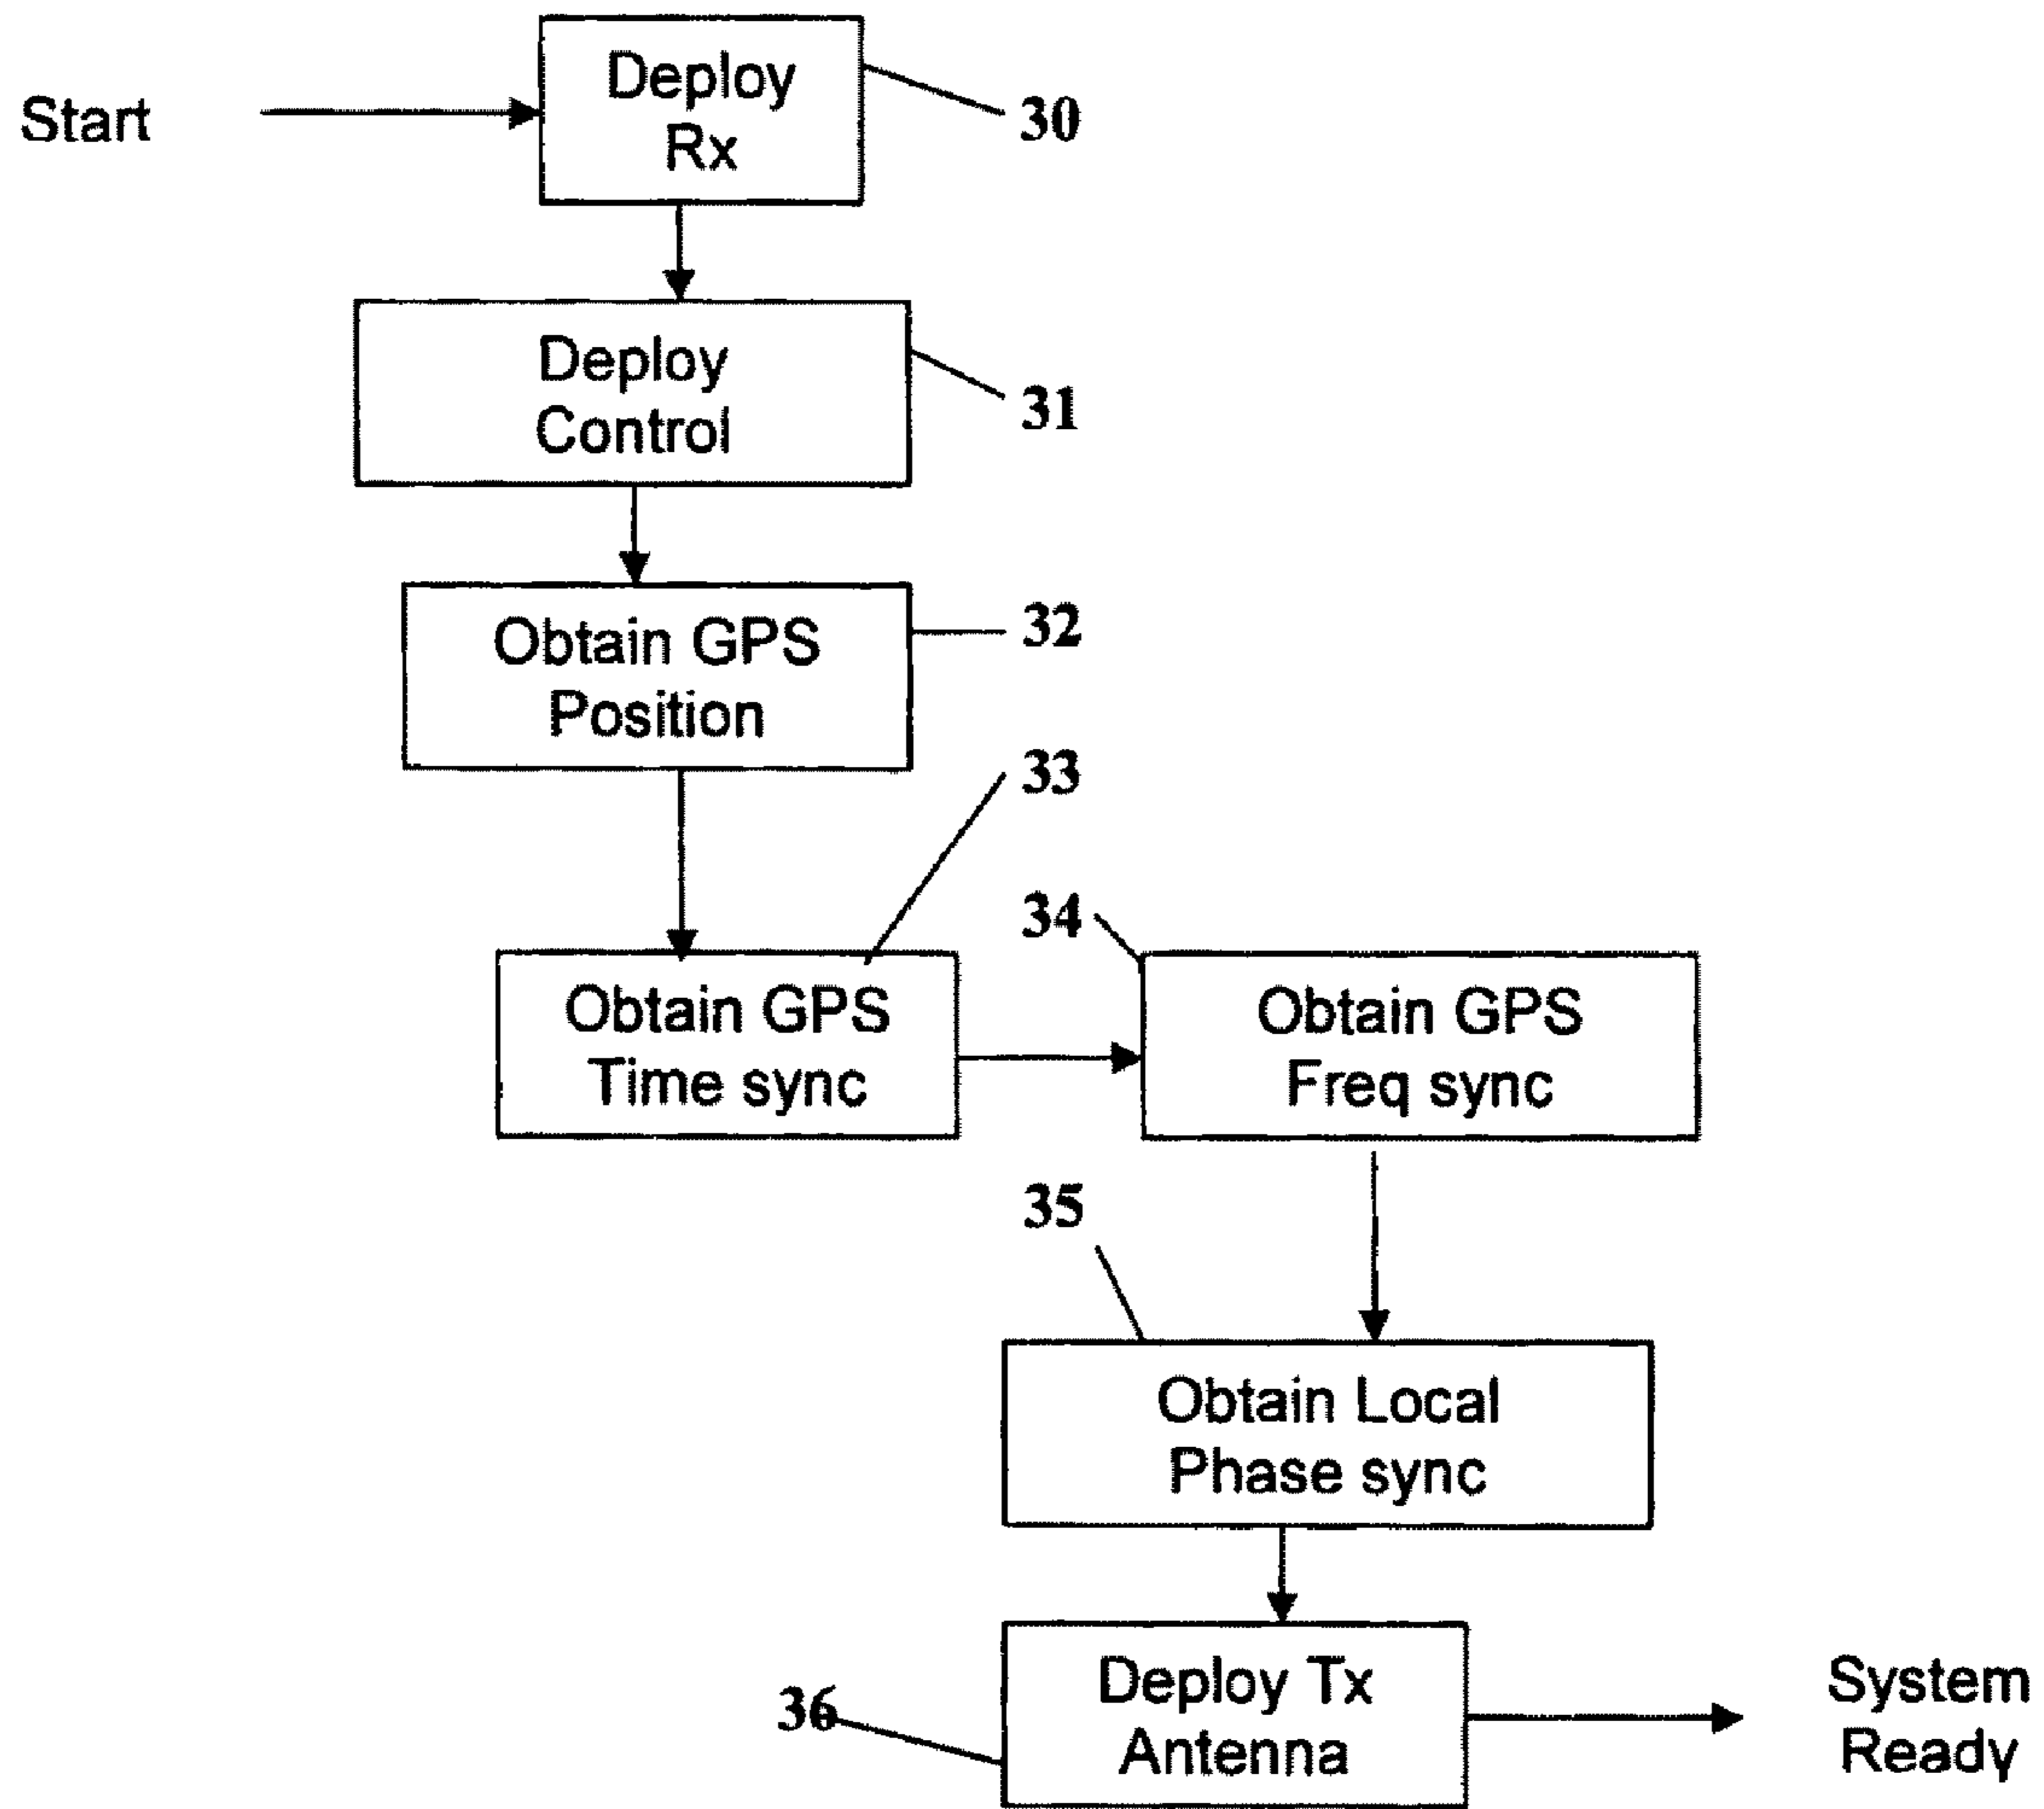 Start
Deploy
Rx
30
Deploy
Control
31
Obtain GPS
Position
32
33
Obtain GPS
Time sync
34
Obtain GPS
Freq sync
35
Obtain Local
Phase sync
36
Deploy Tx
Antenna
System
Ready